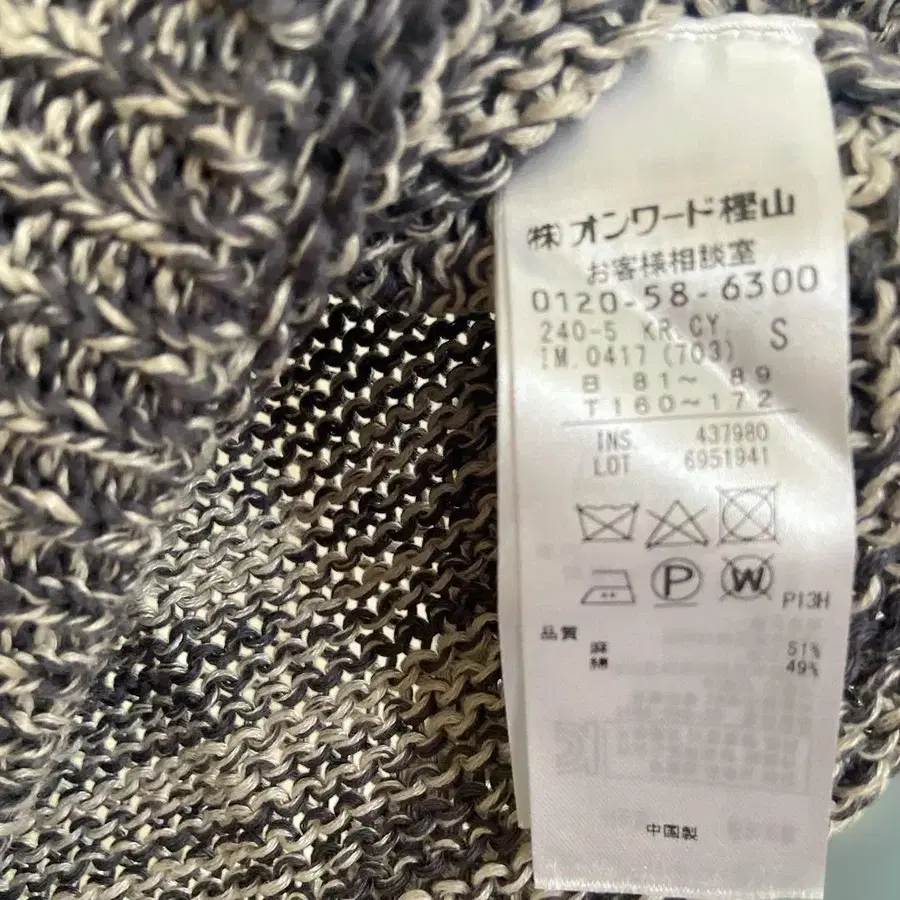 ㈱ オンワード樫山
お客様相談室
0120-58-6300
240-5 KR.CY. S
IM.0417 (703)
B 81～ 89
T 160～172
INS. 437980
LOT 6951941
P W
P13H
品質
麻 51%
綿 49%
中国製